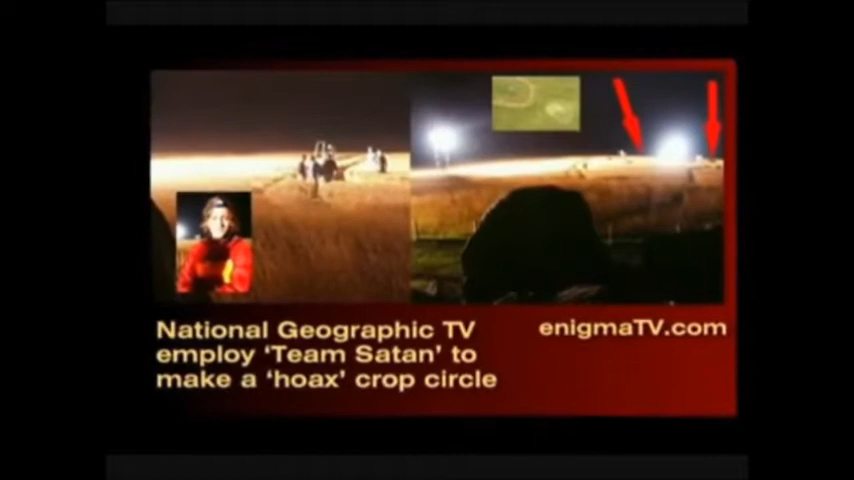 National Geographic TV
employ 'Team Satan' to
make a 'hoax' crop circle
enigmaTV.com